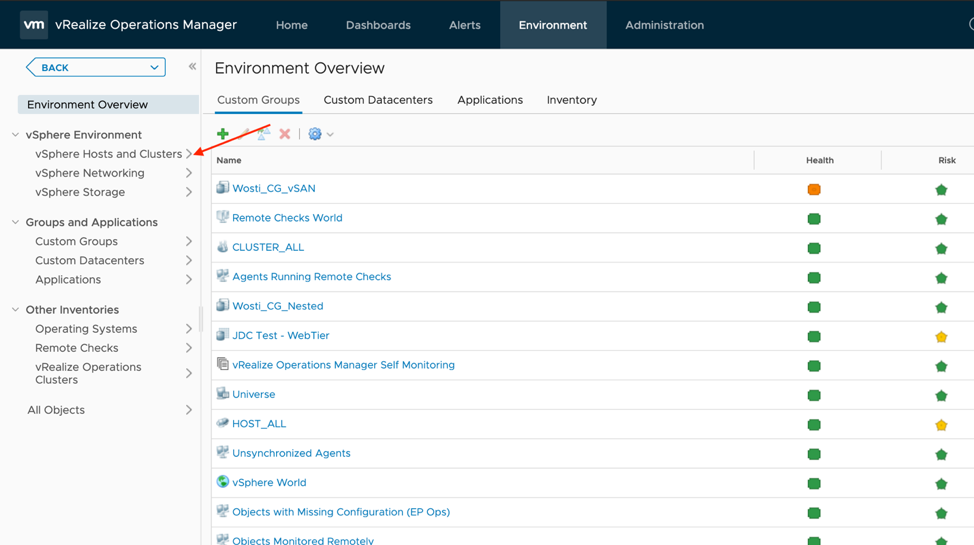 vm vRealize Operations Manager Home Dashboards Alerts Environment Administration
BACK
Environment Overview
vSphere Environment
vSphere Hosts and Clusters
vSphere Networking
vSphere Storage
Groups and Applications
Custom Groups
Custom Datacenters
Applications
Other Inventories
Operating Systems
Remote Checks
vRealize Operations
Clusters
All Objects
Environment Overview
Custom Groups Custom Datacenters Applications Inventory
Name Health Risk
Wosti_CG_vSAN
Remote Checks World
CLUSTER_ALL
Agents Running Remote Checks
Wosti_CG_Nested
JDC Test - WebTier
vRealize Operations Manager Self Monitoring
Universe
HOST_ALL
Unsynchronized Agents
vSphere World
Objects with Missing Configuration (EP Ops)
Objects Monitored Remotely